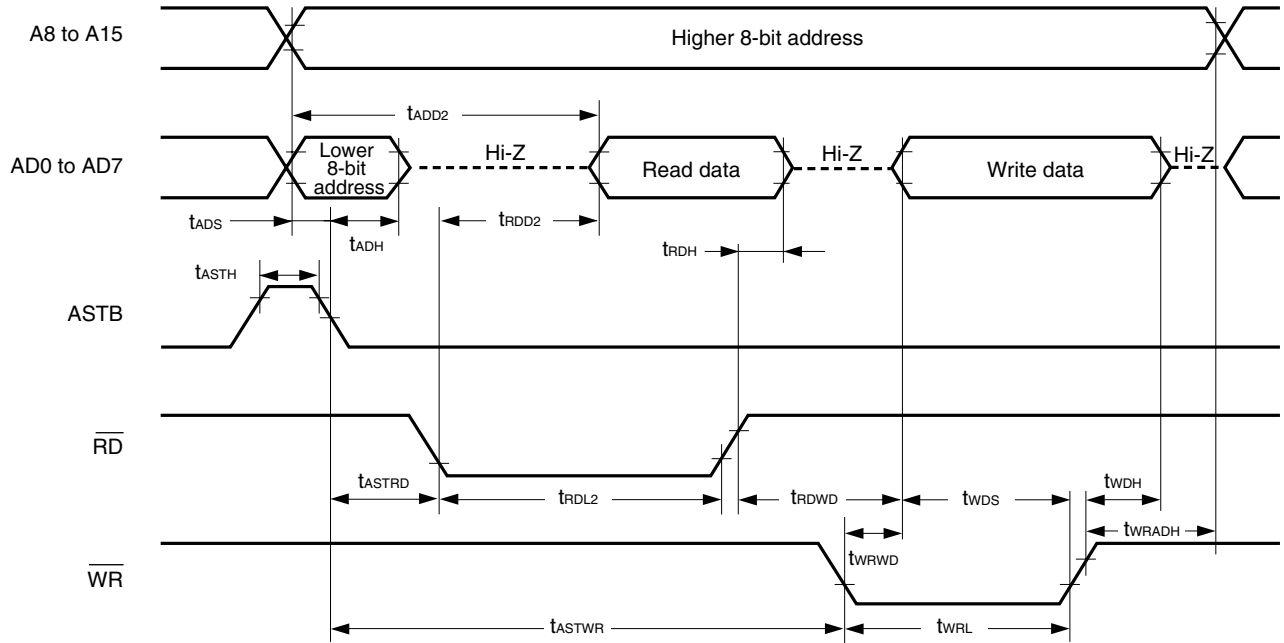 A8 to A15
Higher 8-bit address
tADD2
AD0 to AD7
Lower
8-bit
address
Hi-Z
Read data
Hi-Z
Write data
Hi-Z
tADS
tADH
tRDD2
tRDH
tASTH
ASTB
RD
tASTRD
tRDL2
tRDWD
tWDS
tWDH
tWRADH
tWRWD
WR
tASTWR
tWRL